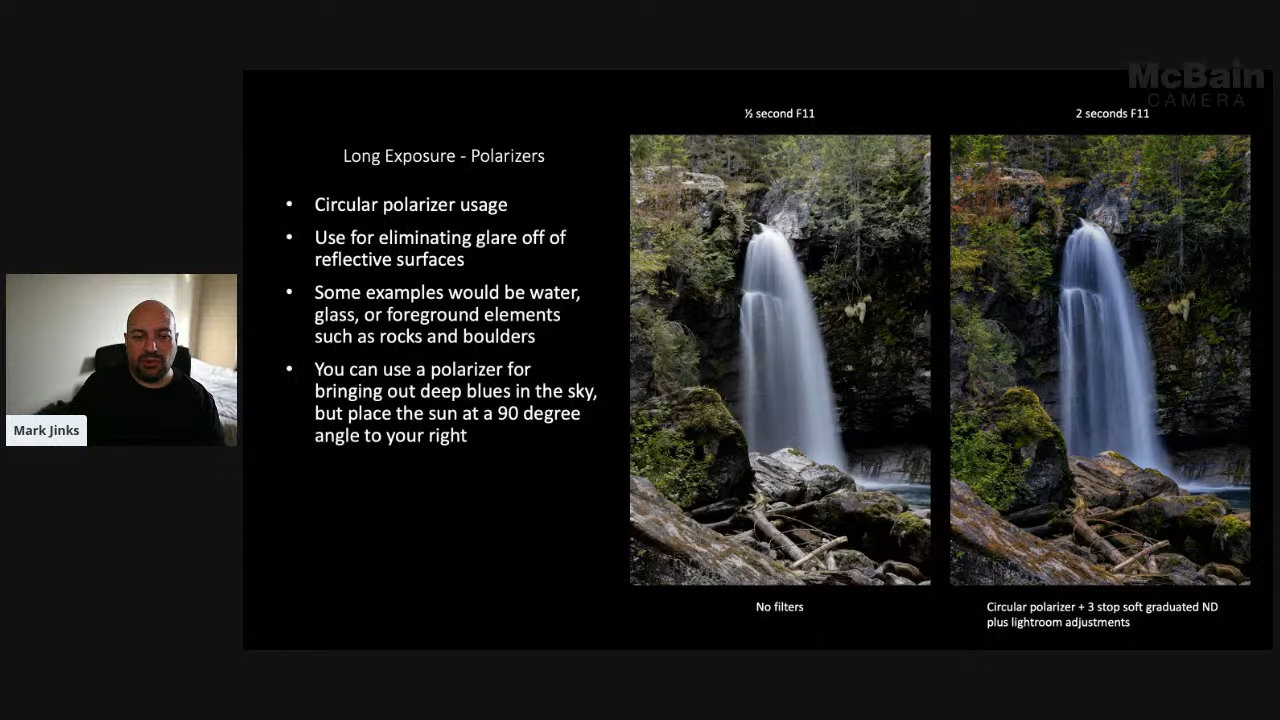 McBain
CAMERA
½ second F11
2 seconds F11
Long Exposure - Polarizers
• Circular polarizer usage
• Use for eliminating glare off of
reflective surfaces
• Some examples would be water,
glass, or foreground elements
such as rocks and boulders
• You can use a polarizer for
bringing out deep blues in the sky,
but place the sun at a 90 degree
angle to your right
Mark Jinks
No filters
Circular polarizer + 3 stop soft graduated ND
plus lightroom adjustments